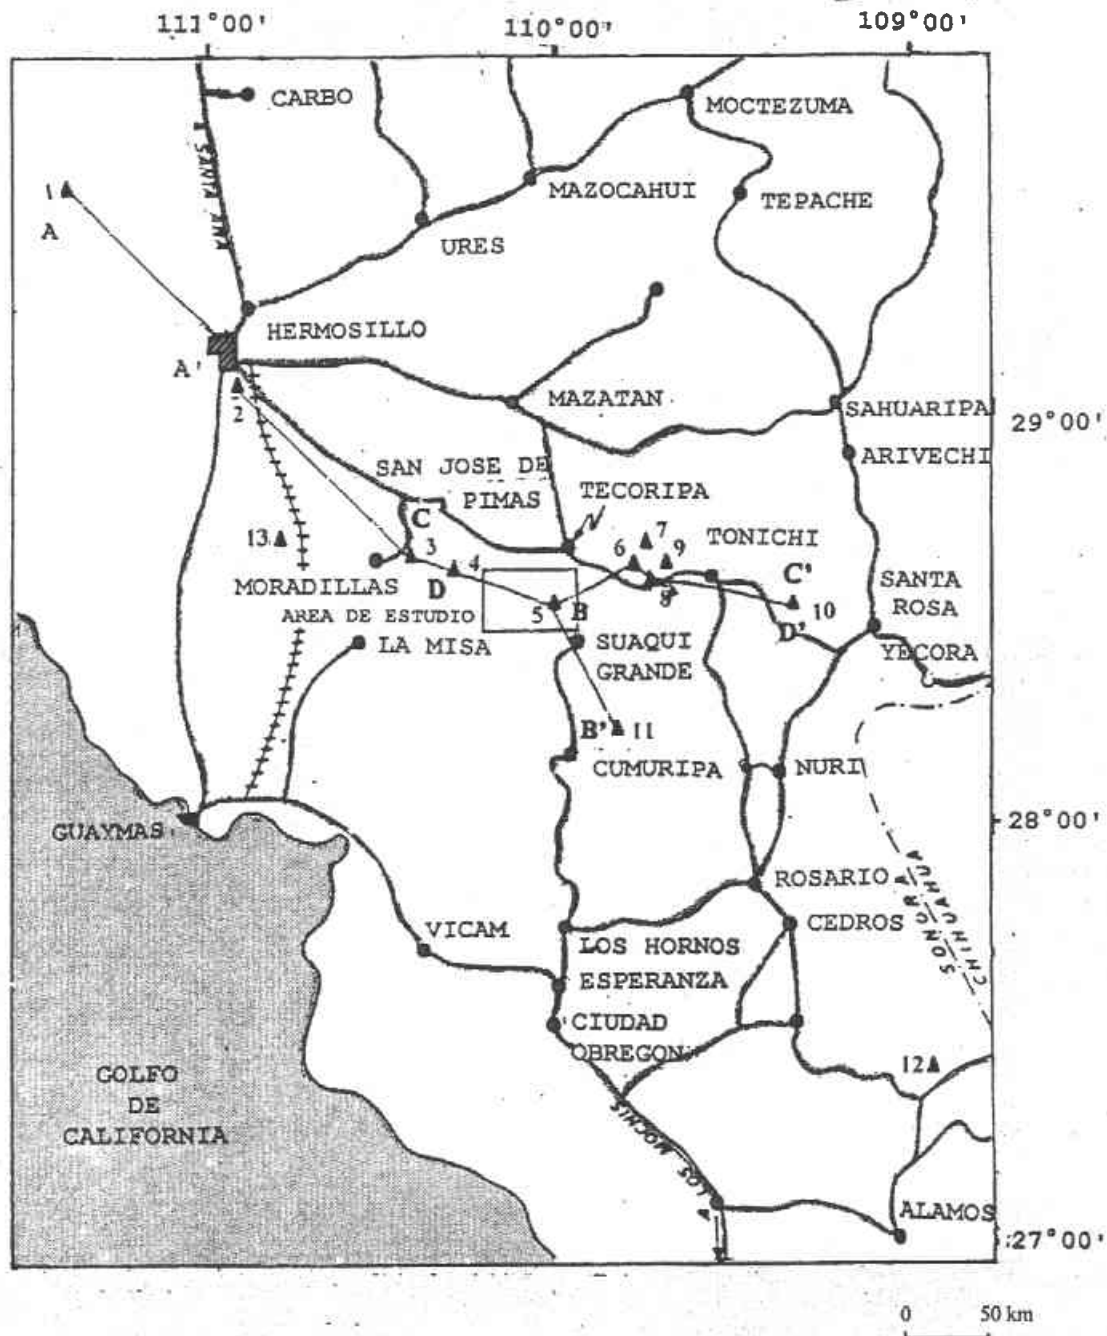 111°00'
110°00'
109°00'
CARBO
MOCTEZUMA
1
A
MAZOCAHUI
TEPACHE
URES
HERMOSILLO
A'
2
MAZATAN
SAHUARIPA
29°00'
ARIVECHI
SAN JOSE DE
PIMAS
TECORIPA
C
7
TONICHI
13
3
6
9
MORADILLAS
D
4
8
C'
10
SANTA
ROSA
AREA DE ESTUDIO
5
B
D'
LA MISA
SUAQUI
GRANDE
YECORA
B'
11
CUMURIPA
NURI
GUAYMAS
28°00'
ROSARIO
CEDROS
SONORA
CHIHUAHUA
VICAM
LOS HORNOS
ESPERANZA
CIUDAD
OBREGON
12
GOLFO
DE
CALIFORNIA
A LOS MOCHIS
ALAMOS
27°00'
0 50 km